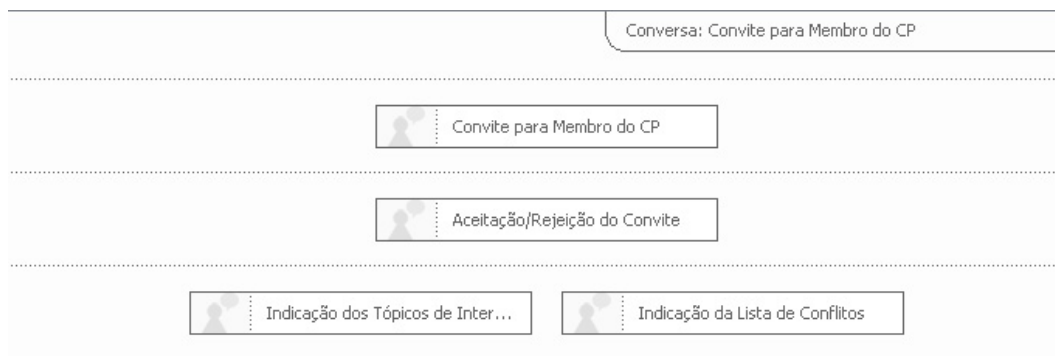 Conversa: Convite para Membro do CP
Convite para Membro do CP
Aceitação/Rejeição do Convite
Indicação dos Tópicos de Inter...
Indicação da Lista de Conflitos